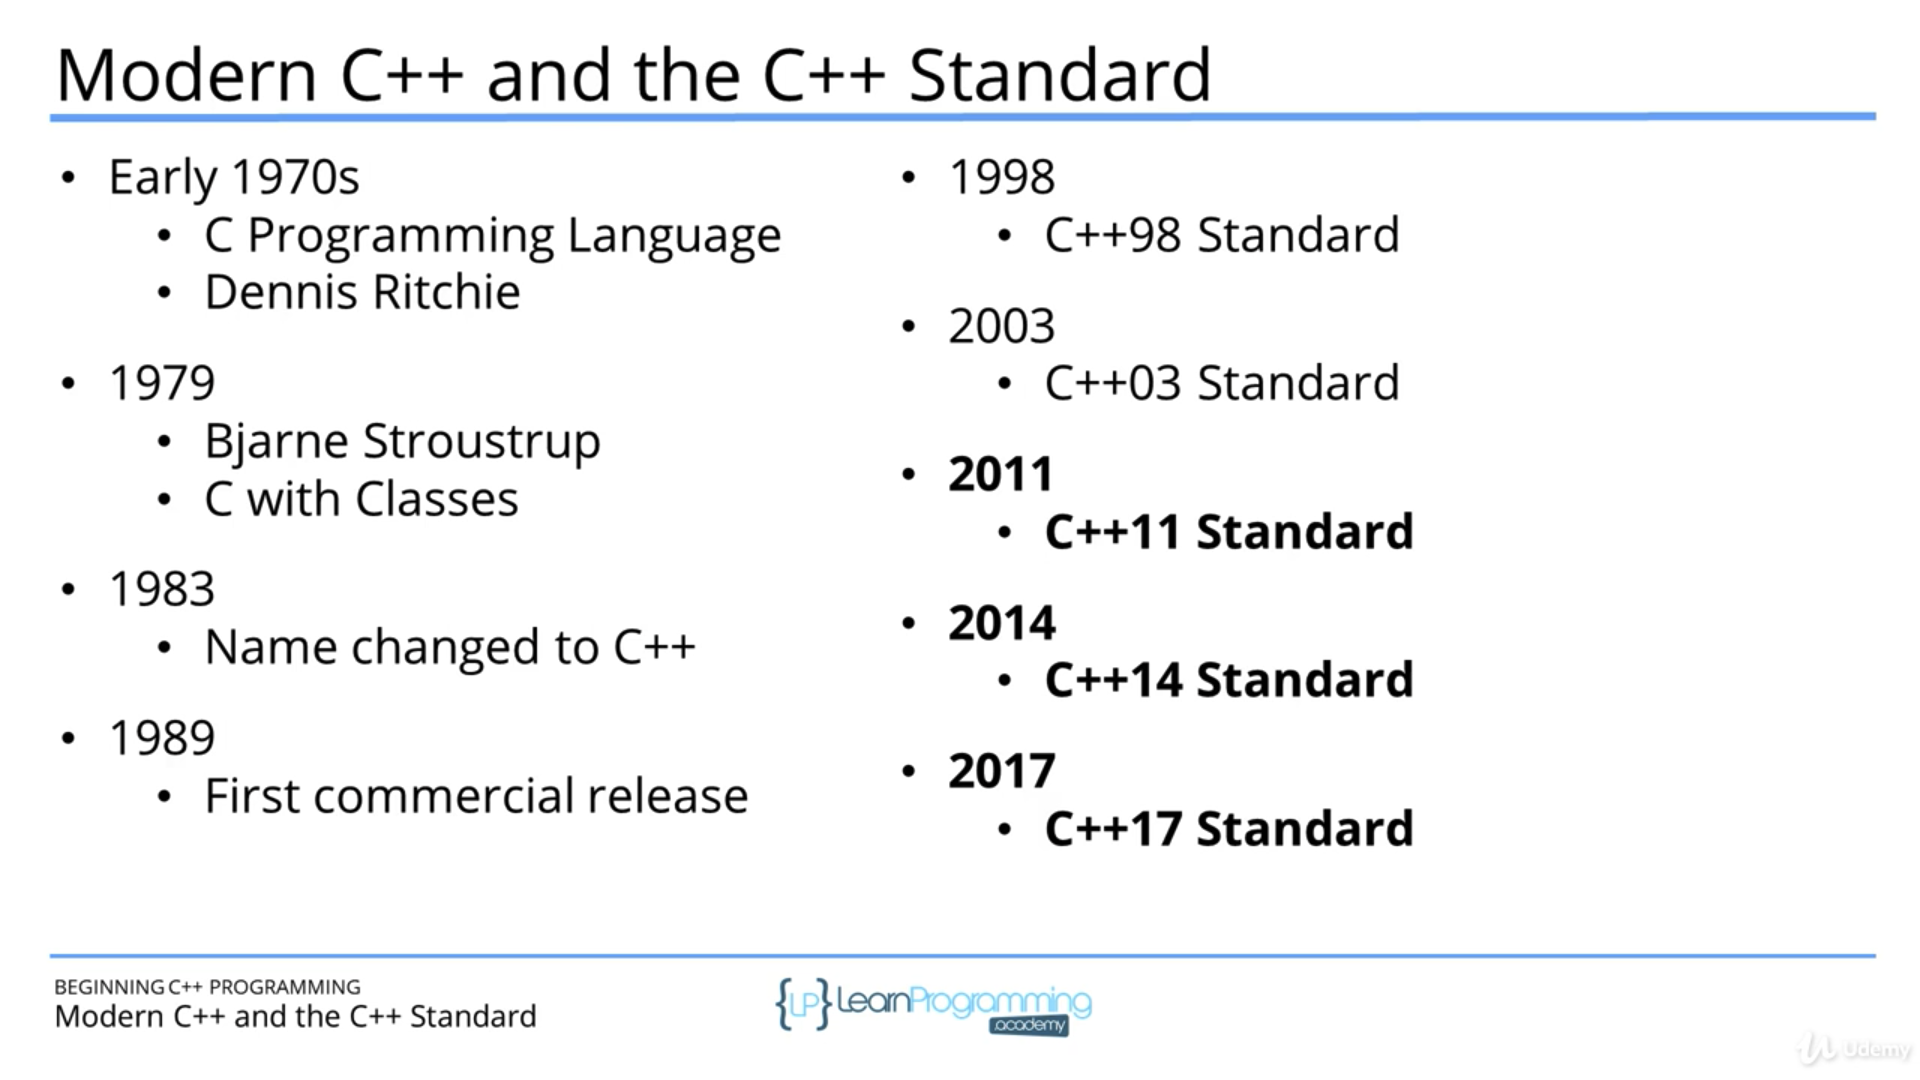 Modern C++ and the C++ Standard
• Early 1970s
• C Programming Language
• Dennis Ritchie
• 1979
• Bjarne Stroustrup
• C with Classes
• 1983
• Name changed to C++
• 1989
• First commercial release
• 1998
• C++98 Standard
• 2003
• C++03 Standard
• 2011
• C++11 Standard
• 2014
• C++14 Standard
• 2017
• C++17 Standard
BEGINNING C++ PROGRAMMING
Modern C++ and the C++ Standard
{LP} LearnProgramming
academy
Udemy